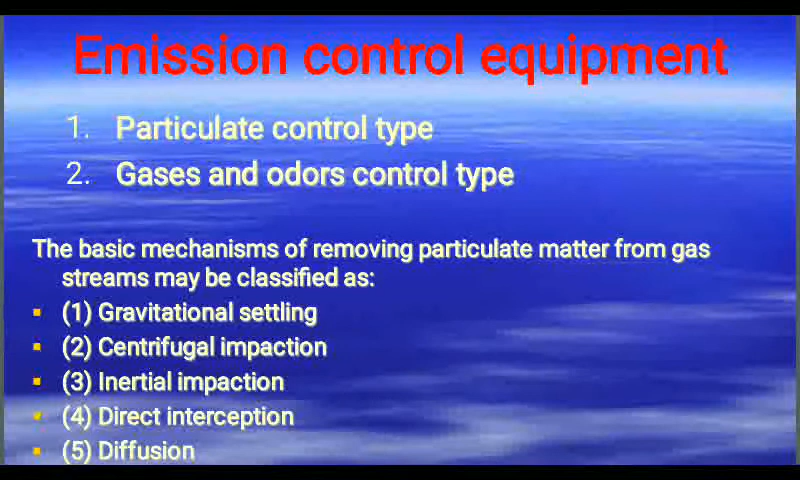 Emission control equipment
1. Particulate control type
2. Gases and odors control type
The basic mechanisms of removing particulate matter from gas
streams may be classified as:
▪ (1) Gravitational settling
▪ (2) Centrifugal impaction
▪ (3) Inertial impaction
▪ (4) Direct interception
▪ (5) Diffusion